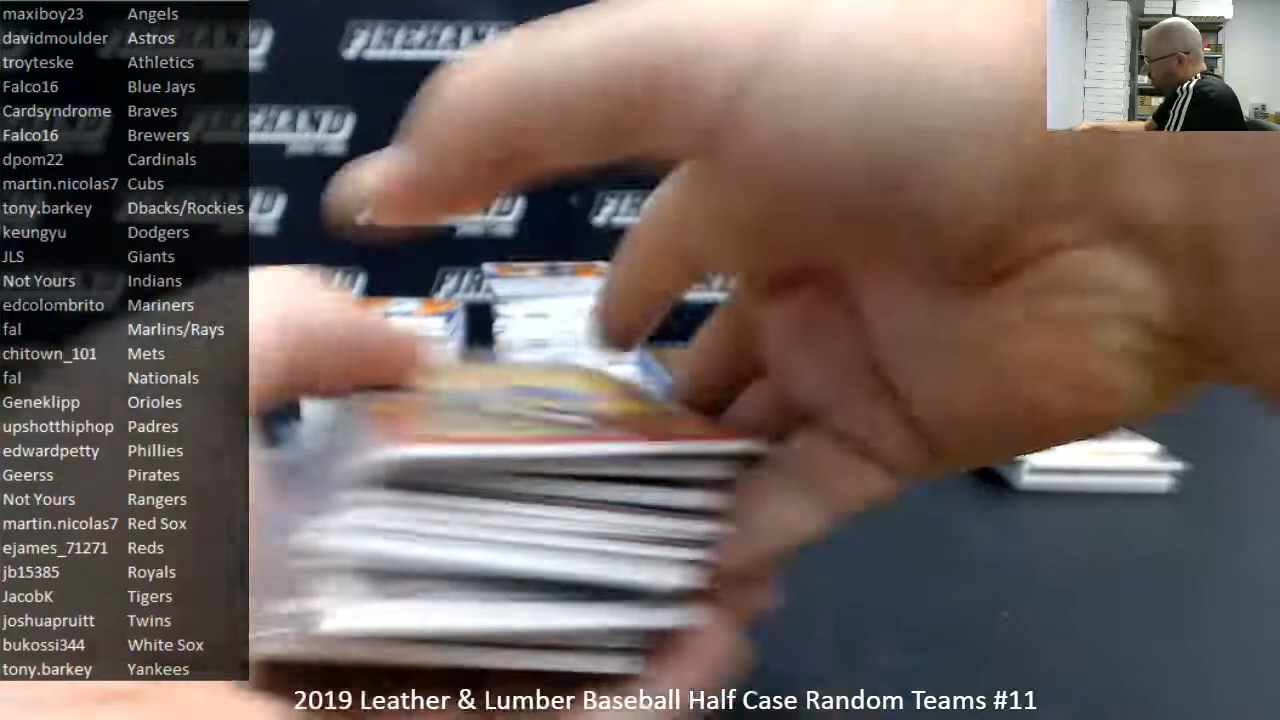 maxiboy23 Angels
davidmoulder Astros
troyteske Athletics
Falco16 Blue Jays
Cardsyndrome Braves
Falco16 Brewers
dpom22 Cardinals
martin.nicolas7 Cubs
tony.barkey Dbacks/Rockies
keungyu Dodgers
JLS Giants
Not Yours Indians
edcolombrito Mariners
fal Marlins/Rays
chitown_101 Mets
fal Nationals
Geneklipp Orioles
upshotthiphop Padres
edwardpetty Phillies
Geerss Pirates
Not Yours Rangers
martin.nicolas7 Red Sox
ejames_71271 Reds
jb15385 Royals
JacobK Tigers
joshuapruitt Twins
bukossi344 White Sox
tony.barkey Yankees
FIREHAND
FIREHAND
2019 Leather & Lumber Baseball Half Case Random Teams #11